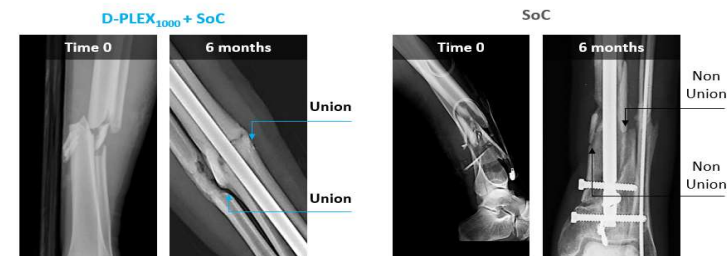 D-PLEX1000 + SoC
Time 0
6 months
Union
Union
SoC
Time 0
6 months
Non
Union
Non
Union